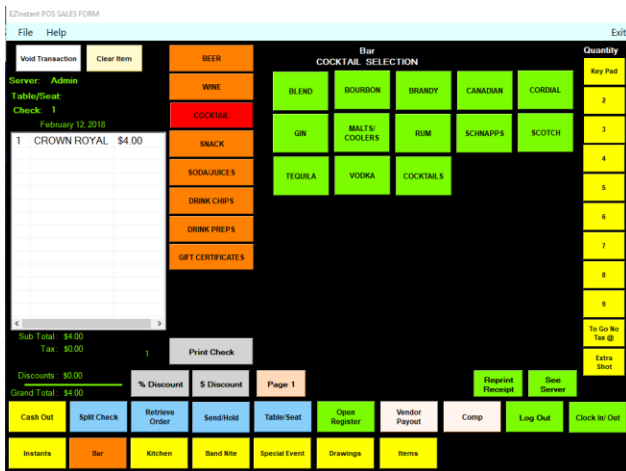 EZInstant POS SALES FORM
File Help Exit
Void Transaction Clear Item
Server: Admin
Table/Seat:
Check: 1
February 12, 2018
1 CROWN ROYAL $4.00
Sub Total: $4.00
Tax: $0.00
1
Discounts: $0.00
Grand Total: $4.00
BEER
WINE
COCKTAIL
SNACK
SODA/JUICES
DRINK CHIPS
DRINK PREPS
GIFT CERTIFICATES
Print Check
% Discount $ Discount Page 1
Bar
COCKTAIL SELECTION
BLEND BOURBON BRANDY CANADIAN CORDIAL
GIN MALTS/
COOLERS RUM SCHNAPPS SCOTCH
TEQUILA VODKA COCKTAILS
Quantity
Key Pad
2
3
4
5
6
7
8
9
To Go No
Tax @
Extra
Shot
Reprint
Receipt
See
Server
Cash Out Split Check Retrieve
Order Send/Hold Table/Seat Open
Register Vendor
Payout Comp Log Out Clock In/ Out
Instants Bar Kitchen Band Nite Special Event Drawings Items